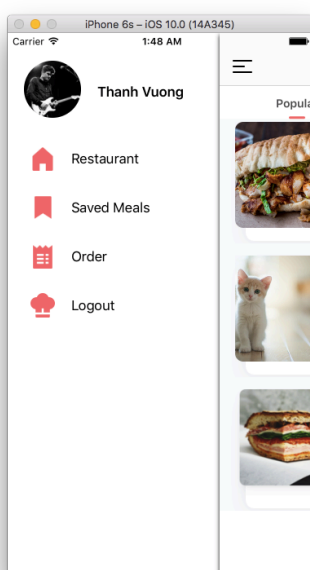 iPhone 6s – iOS 10.0 (14A345)
Carrier 1:48 AM
Thanh Vuong
Popula
Restaurant
Saved Meals
Order
Logout